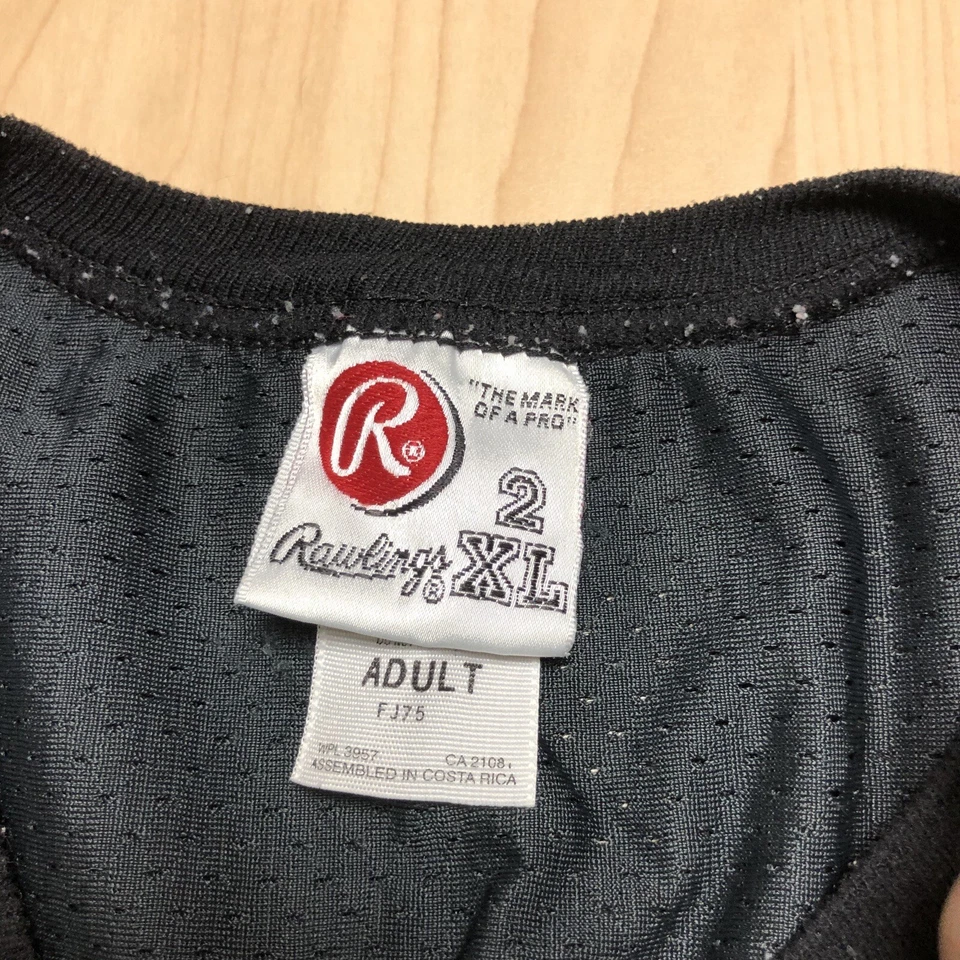 R®
"THE MARK
OF A PRO"
2
XL
Rawlings®
ADULT
FJ75
WPL 3957
CA 2108
ASSEMBLED IN COSTA RICA